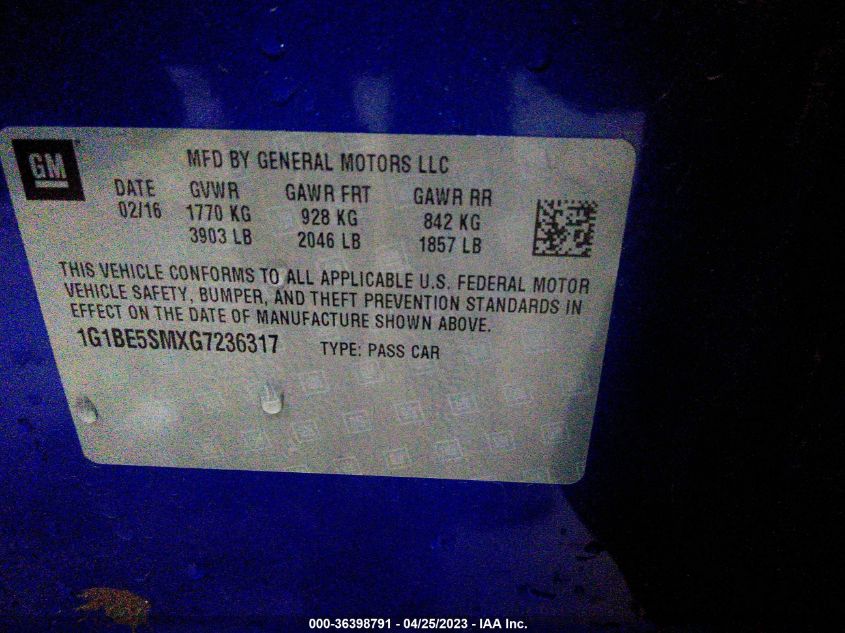 GM
MFD BY GENERAL MOTORS LLC
DATE GVWR GAWR FRT GAWR RR
02/16 1770 KG 928 KG 842 KG
3903 LB 2046 LB 1857 LB
THIS VEHICLE CONFORMS TO ALL APPLICABLE U.S. FEDERAL MOTOR
VEHICLE SAFETY, BUMPER, AND THEFT PREVENTION STANDARDS IN
EFFECT ON THE DATE OF MANUFACTURE SHOWN ABOVE.
1G1BE5SMXG7236317 TYPE: PASS CAR
000-36398791 - 04/25/2023 - IAA Inc.